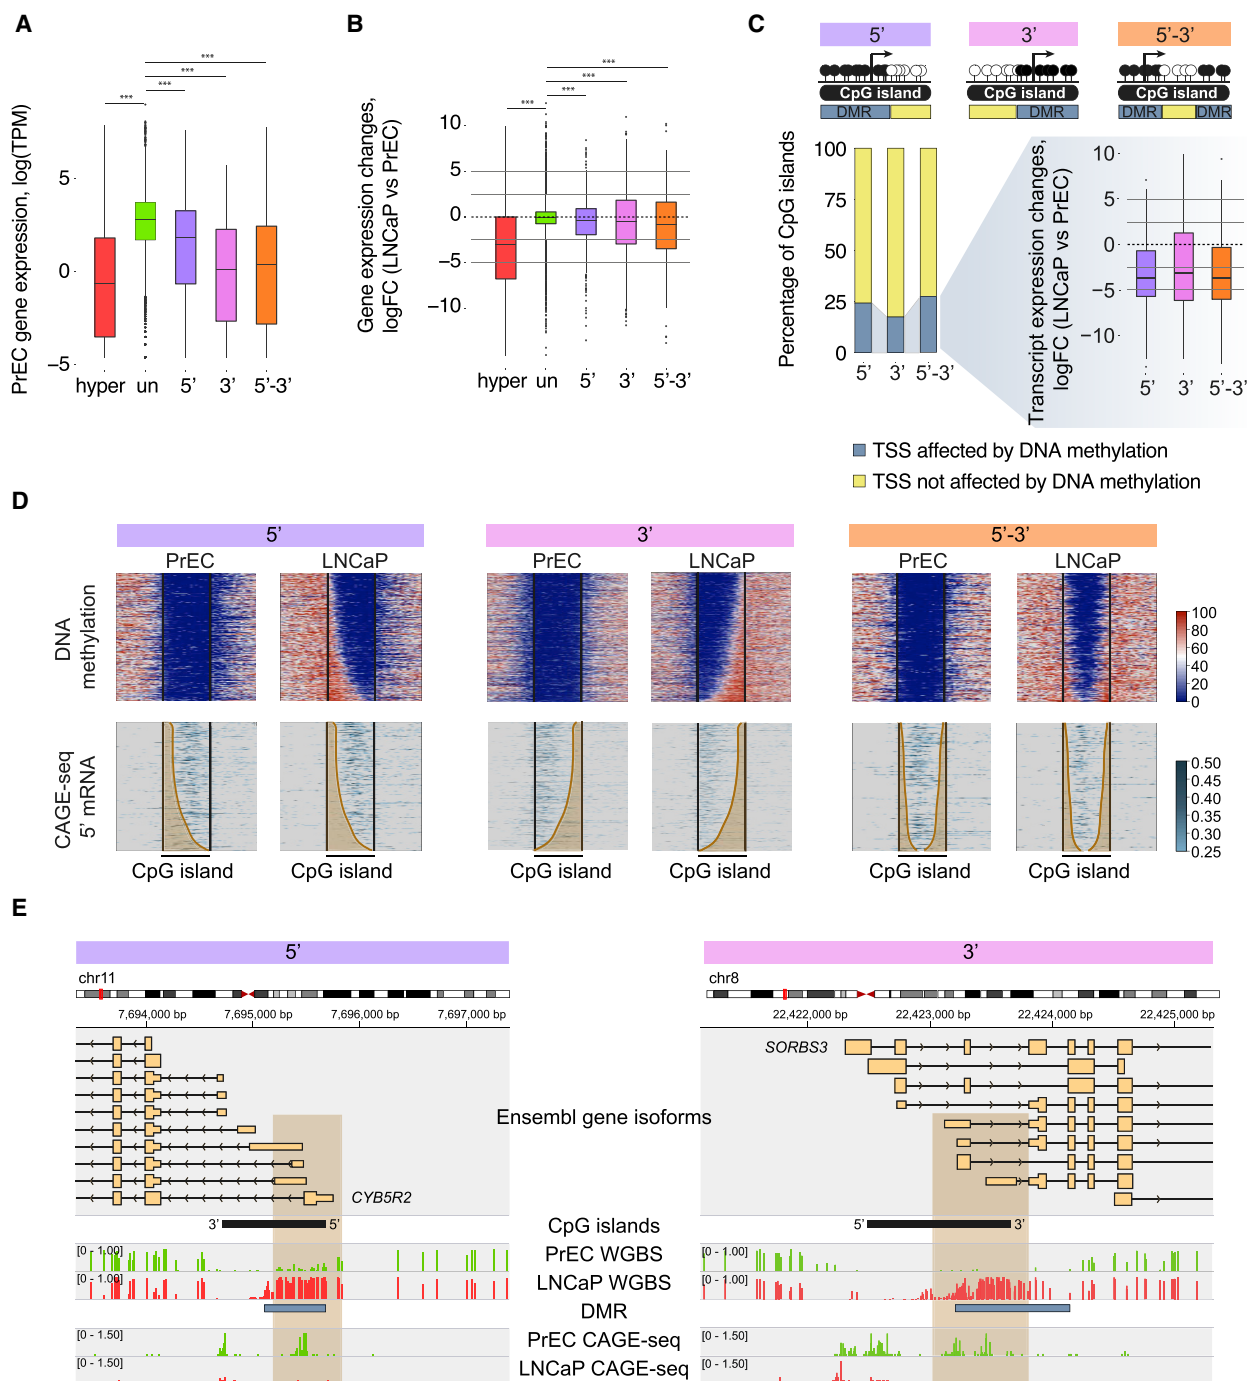 A
PrEC gene expression, log(TPM)
5
0
−5
***
***
***
***
hyper
un
5’
3’
5’-3’
B
Gene expression changes,
logFC (LNCaP vs PrEC)
10
5
0
−5
−10
***
***
***
***
hyper
un
5’
3’
5’-3’
C
5’
3’
5’-3’
CpG island
CpG island
CpG island
DMR
DMR
DMR
DMR
Percentage of CpG islands
100
75
50
25
0
5’
3’
5’-3’
Transcript expression changes,
logFC (LNCaP vs PrEC)
10
5
0
−5
−10
5’
3’
5’-3’
TSS affected by DNA methylation
TSS not affected by DNA methylation
D
5’
3’
5’-3’
PrEC
LNCaP
PrEC
LNCaP
PrEC
LNCaP
DNA
methylation
100
80
60
40
20
0
CAGE-seq
5’ mRNA
0.50
0.45
0.40
0.35
0.30
0.25
CpG island
CpG island
CpG island
CpG island
CpG island
CpG island
E
5’
3’
chr11
chr8
7,694,000 bp
7,695,000 bp
7,696,000 bp
7,697,000 bp
22,422,000 bp
22,423,000 bp
22,424,000 bp
22,425,000 bp
SORBS3
Ensembl gene isoforms
CYB5R2
3’
5’
CpG islands
5’
3’
[0 - 1.00]
PrEC WGBS
[0 - 1.00]
[0 - 1.00]
LNCaP WGBS
[0 - 1.00]
DMR
[0 - 1.50]
PrEC CAGE-seq
[0 - 1.50]
[0 - 1.50]
LNCaP CAGE-seq
[0 - 1.50]